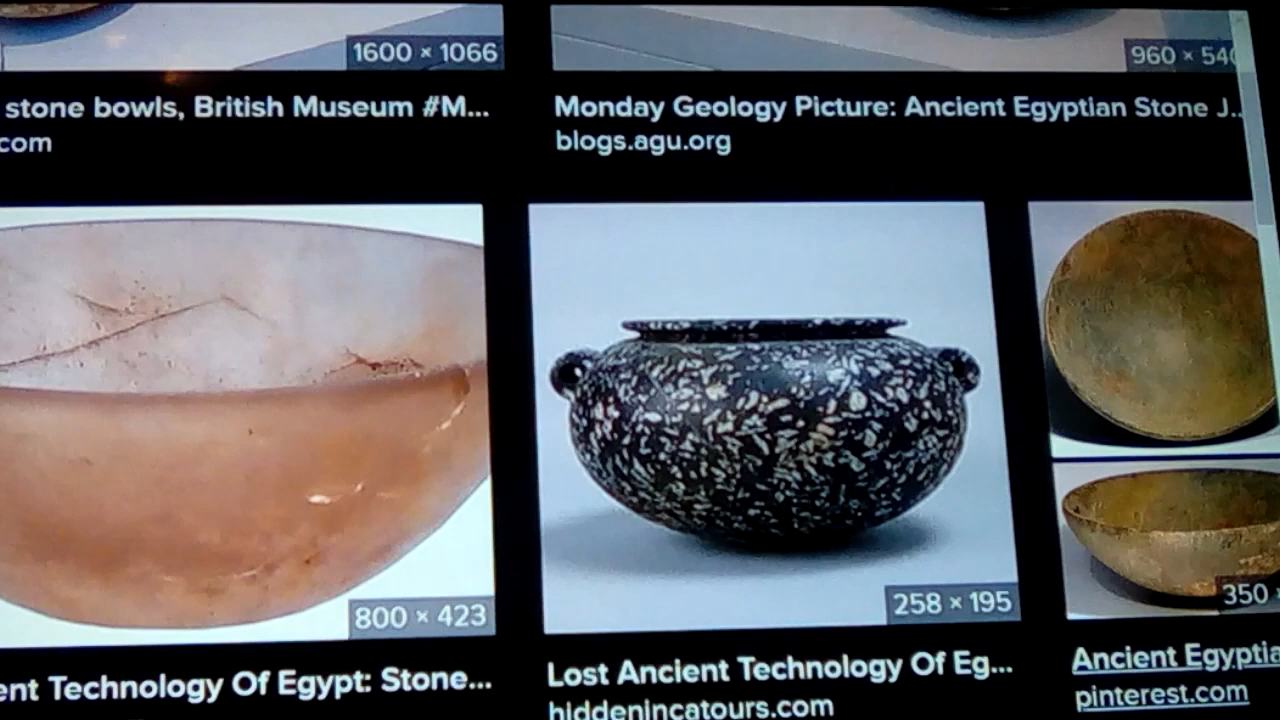 1600 × 1066
960 × 540
stone bowls, British Museum #M...
com
Monday Geology Picture: Ancient Egyptian Stone J...
blogs.agu.org
800 × 423
258 × 195
350 ×
ent Technology Of Egypt: Stone...
Lost Ancient Technology Of Eg...
hiddenincatours.com
Ancient Egyptia
pinterest.com